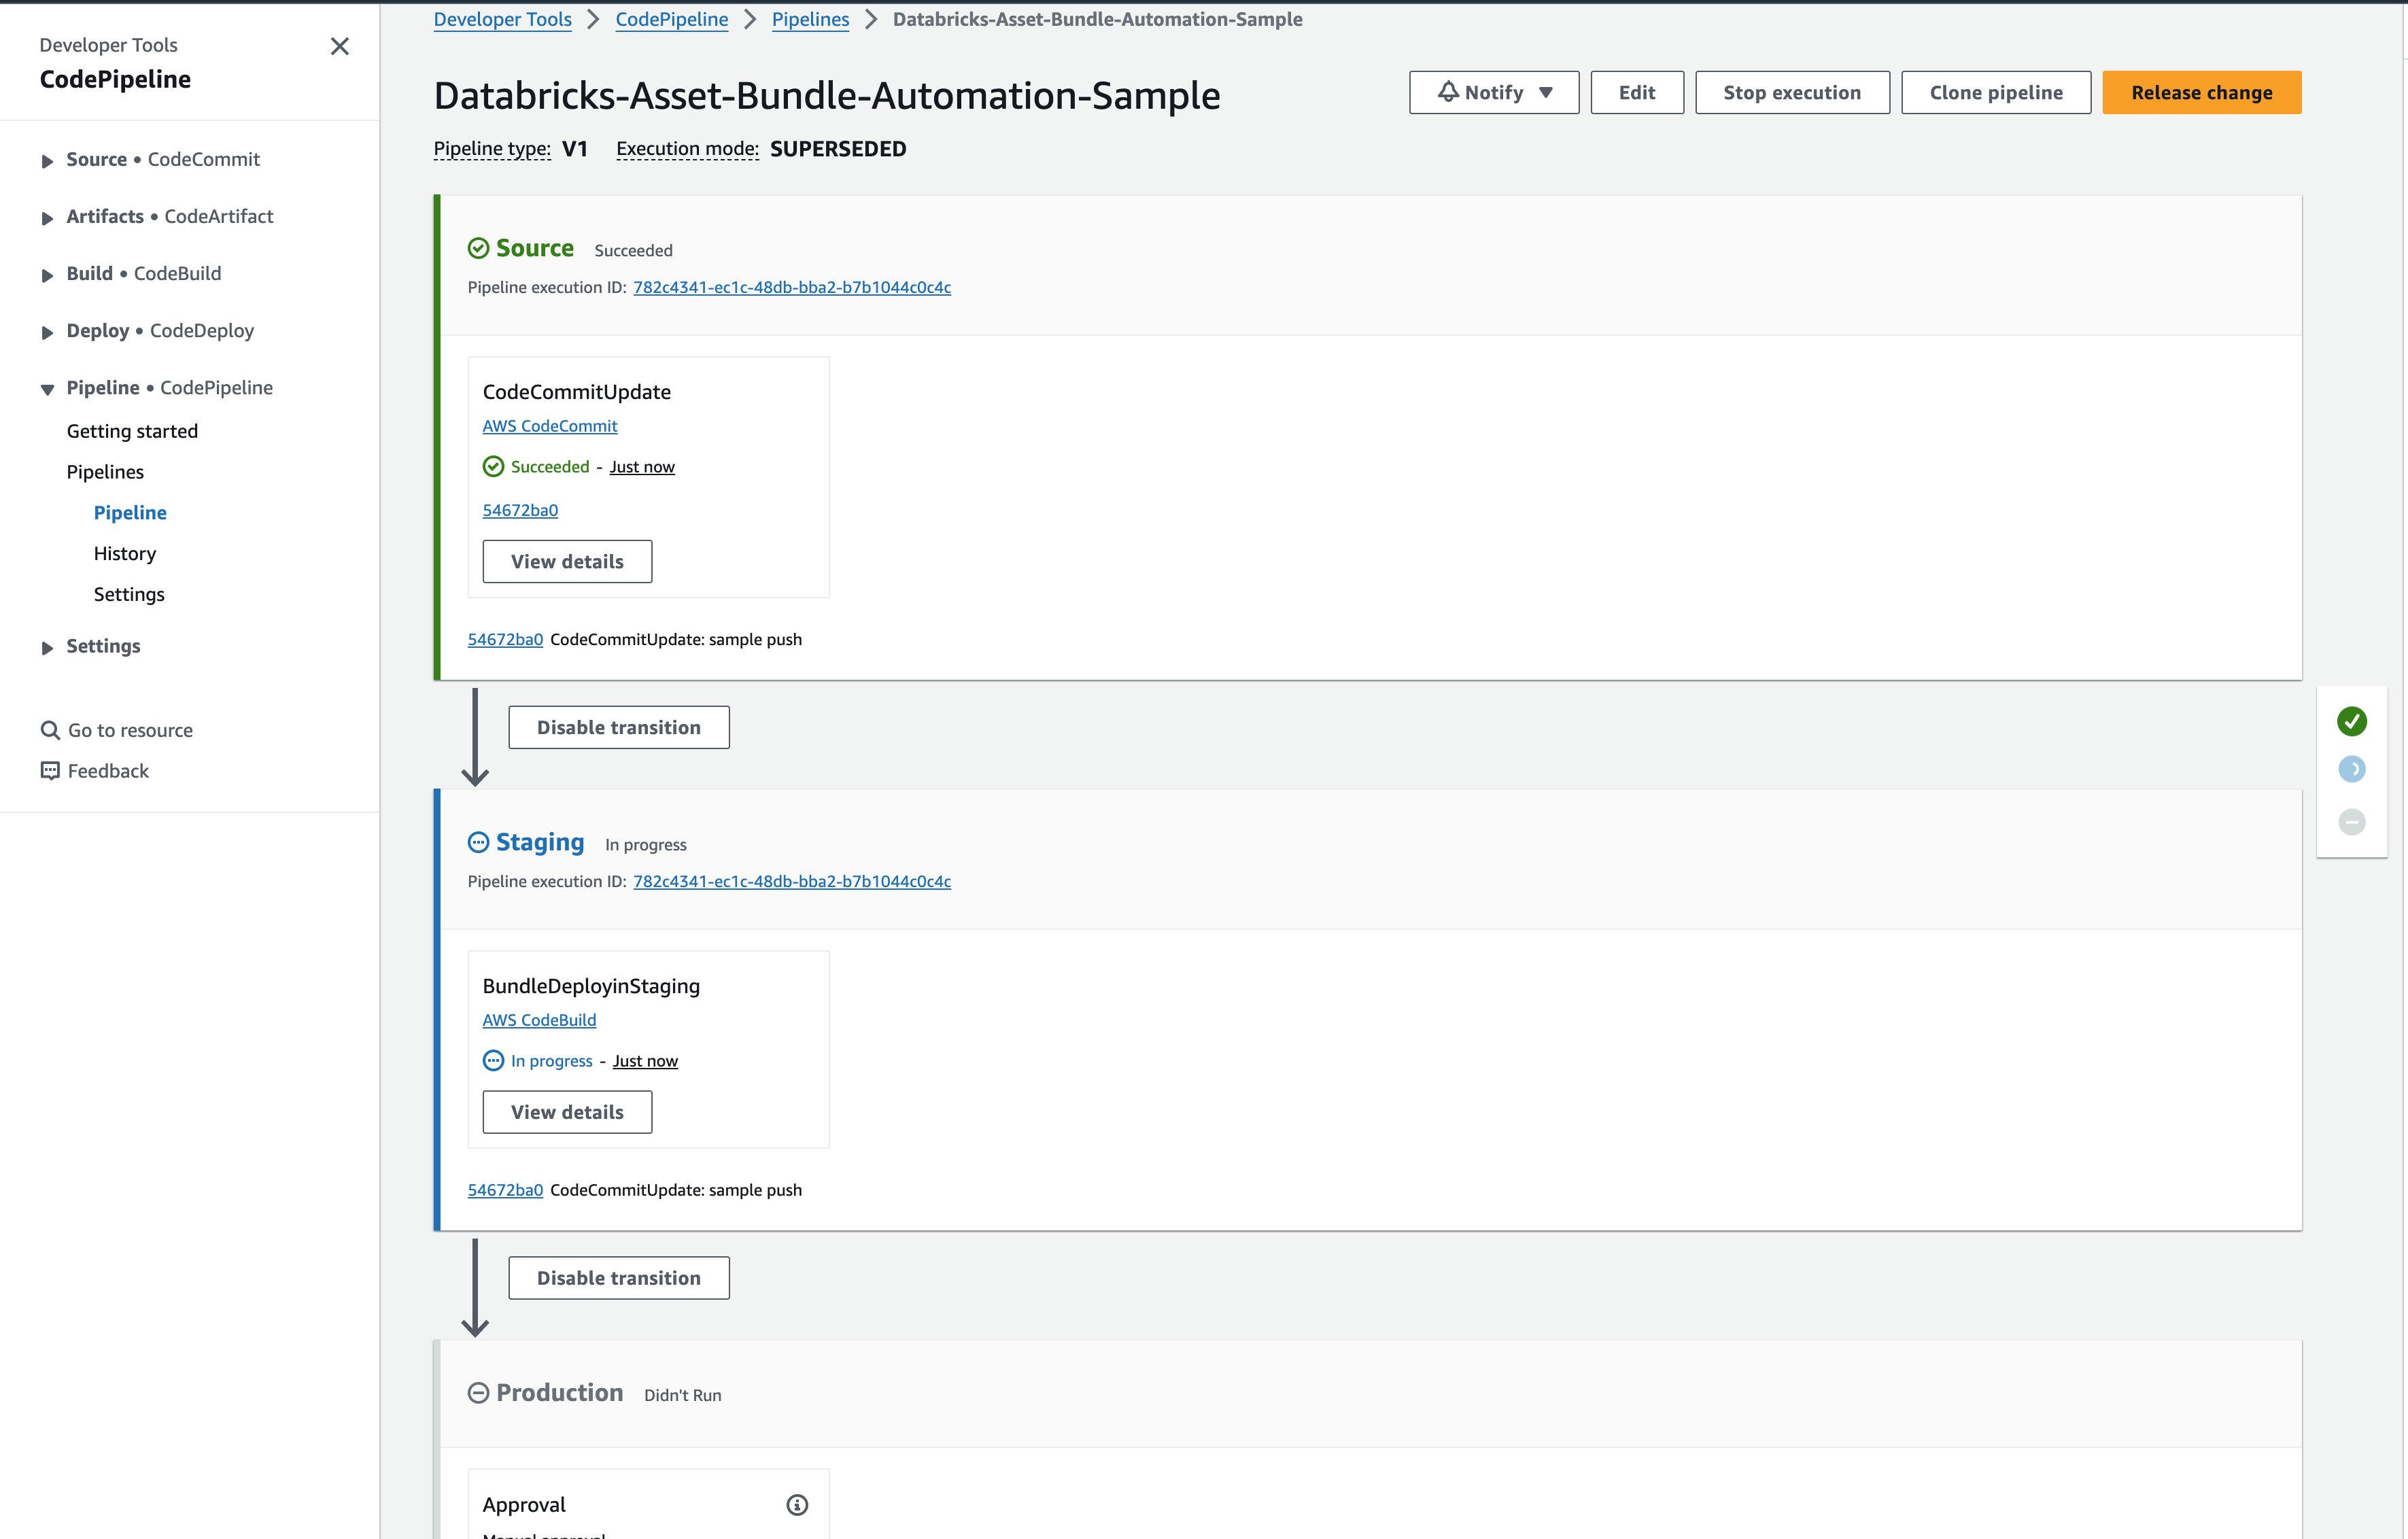 Developer Tools
CodePipeline
Source • CodeCommit
Artifacts • CodeArtifact
Build • CodeBuild
Deploy • CodeDeploy
Pipeline • CodePipeline
Getting started
Pipelines
Pipeline
History
Settings
Settings
Go to resource
Feedback
Developer Tools > CodePipeline > Pipelines > Databricks-Asset-Bundle-Automation-Sample
Databricks-Asset-Bundle-Automation-Sample
Notify
Edit
Stop execution
Clone pipeline
Release change
Pipeline type: V1 Execution mode: SUPERSEDED
Source Succeeded
Pipeline execution ID: 782c4341-ec1c-48db-bba2-b7b1044c0c4c
CodeCommitUpdate
AWS CodeCommit
Succeeded - Just now
54672ba0
View details
54672ba0 CodeCommitUpdate: sample push
Disable transition
Staging In progress
Pipeline execution ID: 782c4341-ec1c-48db-bba2-b7b1044c0c4c
BundleDeployinStaging
AWS CodeBuild
In progress - Just now
View details
54672ba0 CodeCommitUpdate: sample push
Disable transition
Production Didn't Run
Approval
Manual approval